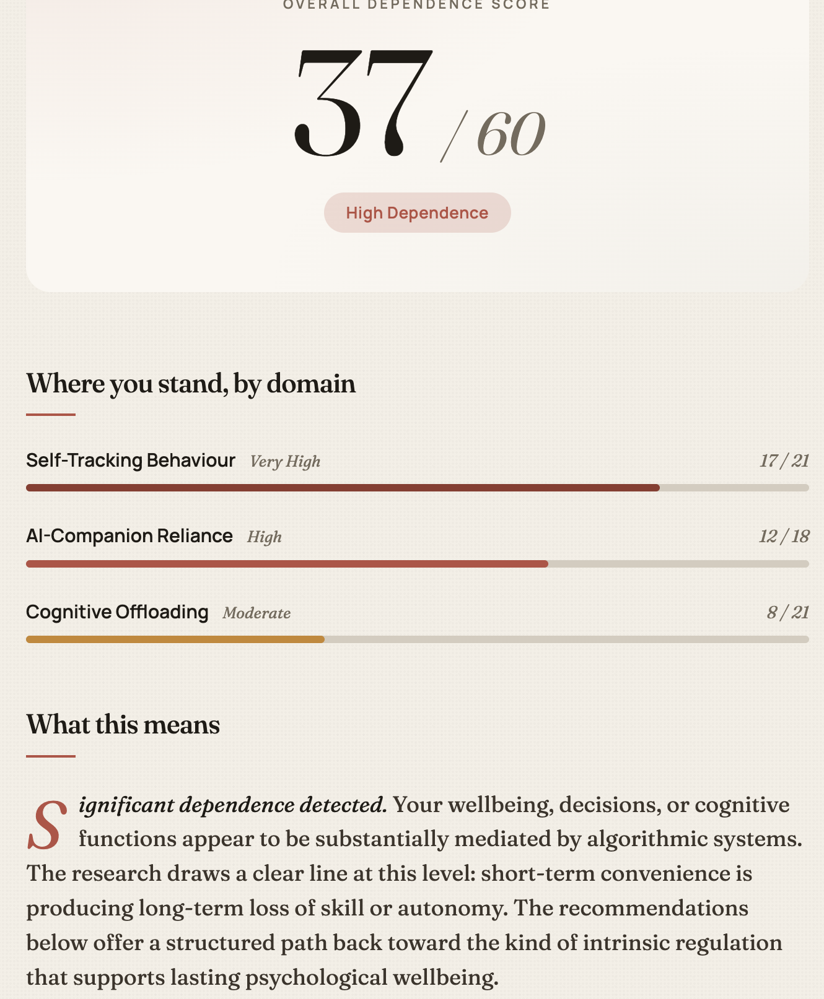 OVERALL DEPENDENCE SCORE
37 / 60
High Dependence
Where you stand, by domain
Self-Tracking Behaviour Very High 17 / 21
AI-Companion Reliance High 12 / 18
Cognitive Offloading Moderate 8 / 21
What this means
Significant dependence detected. Your wellbeing, decisions, or cognitive
functions appear to be substantially mediated by algorithmic systems.
The research draws a clear line at this level: short-term convenience is
producing long-term loss of skill or autonomy. The recommendations
below offer a structured path back toward the kind of intrinsic regulation
that supports lasting psychological wellbeing.